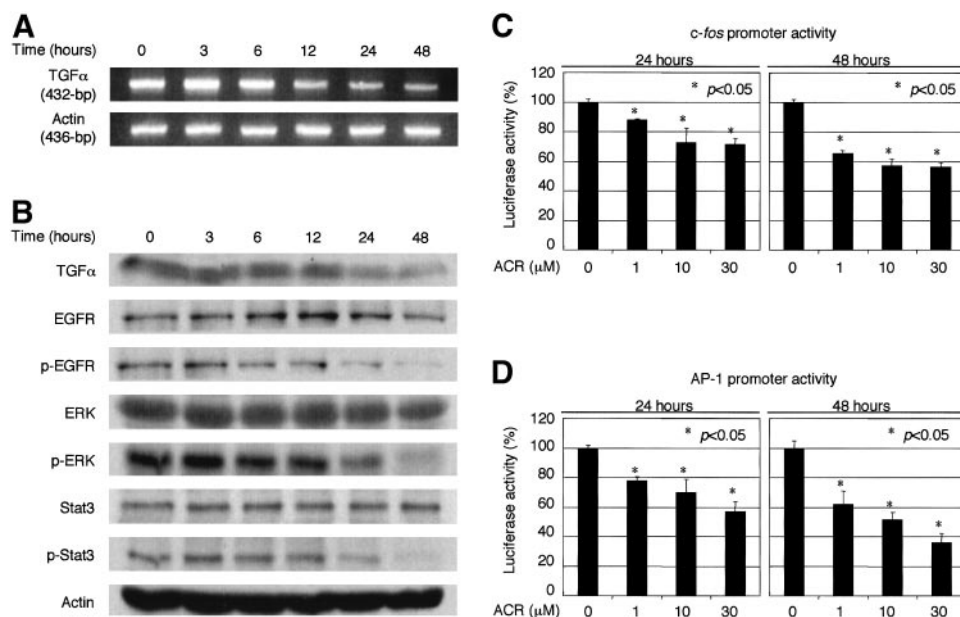 A
Time (hours) 0 3 6 12 24 48
TGFα
(432-bp)
Actin
(436-bp)
B
Time (hours) 0 3 6 12 24 48
TGFα
EGFR
p-EGFR
ERK
p-ERK
Stat3
p-Stat3
Actin
C
c-fos promoter activity
24 hours 48 hours
Luciferase activity (%)
120
100
80
60
40
20
0
* p<0.05
* * *
* p<0.05
* * *
ACR (μM) 0 1 10 30 0 1 10 30
D
AP-1 promoter activity
24 hours 48 hours
Luciferase activity (%)
120
100
80
60
40
20
0
* p<0.05
* * *
* p<0.05
* * *
ACR (μM) 0 1 10 30 0 1 10 30